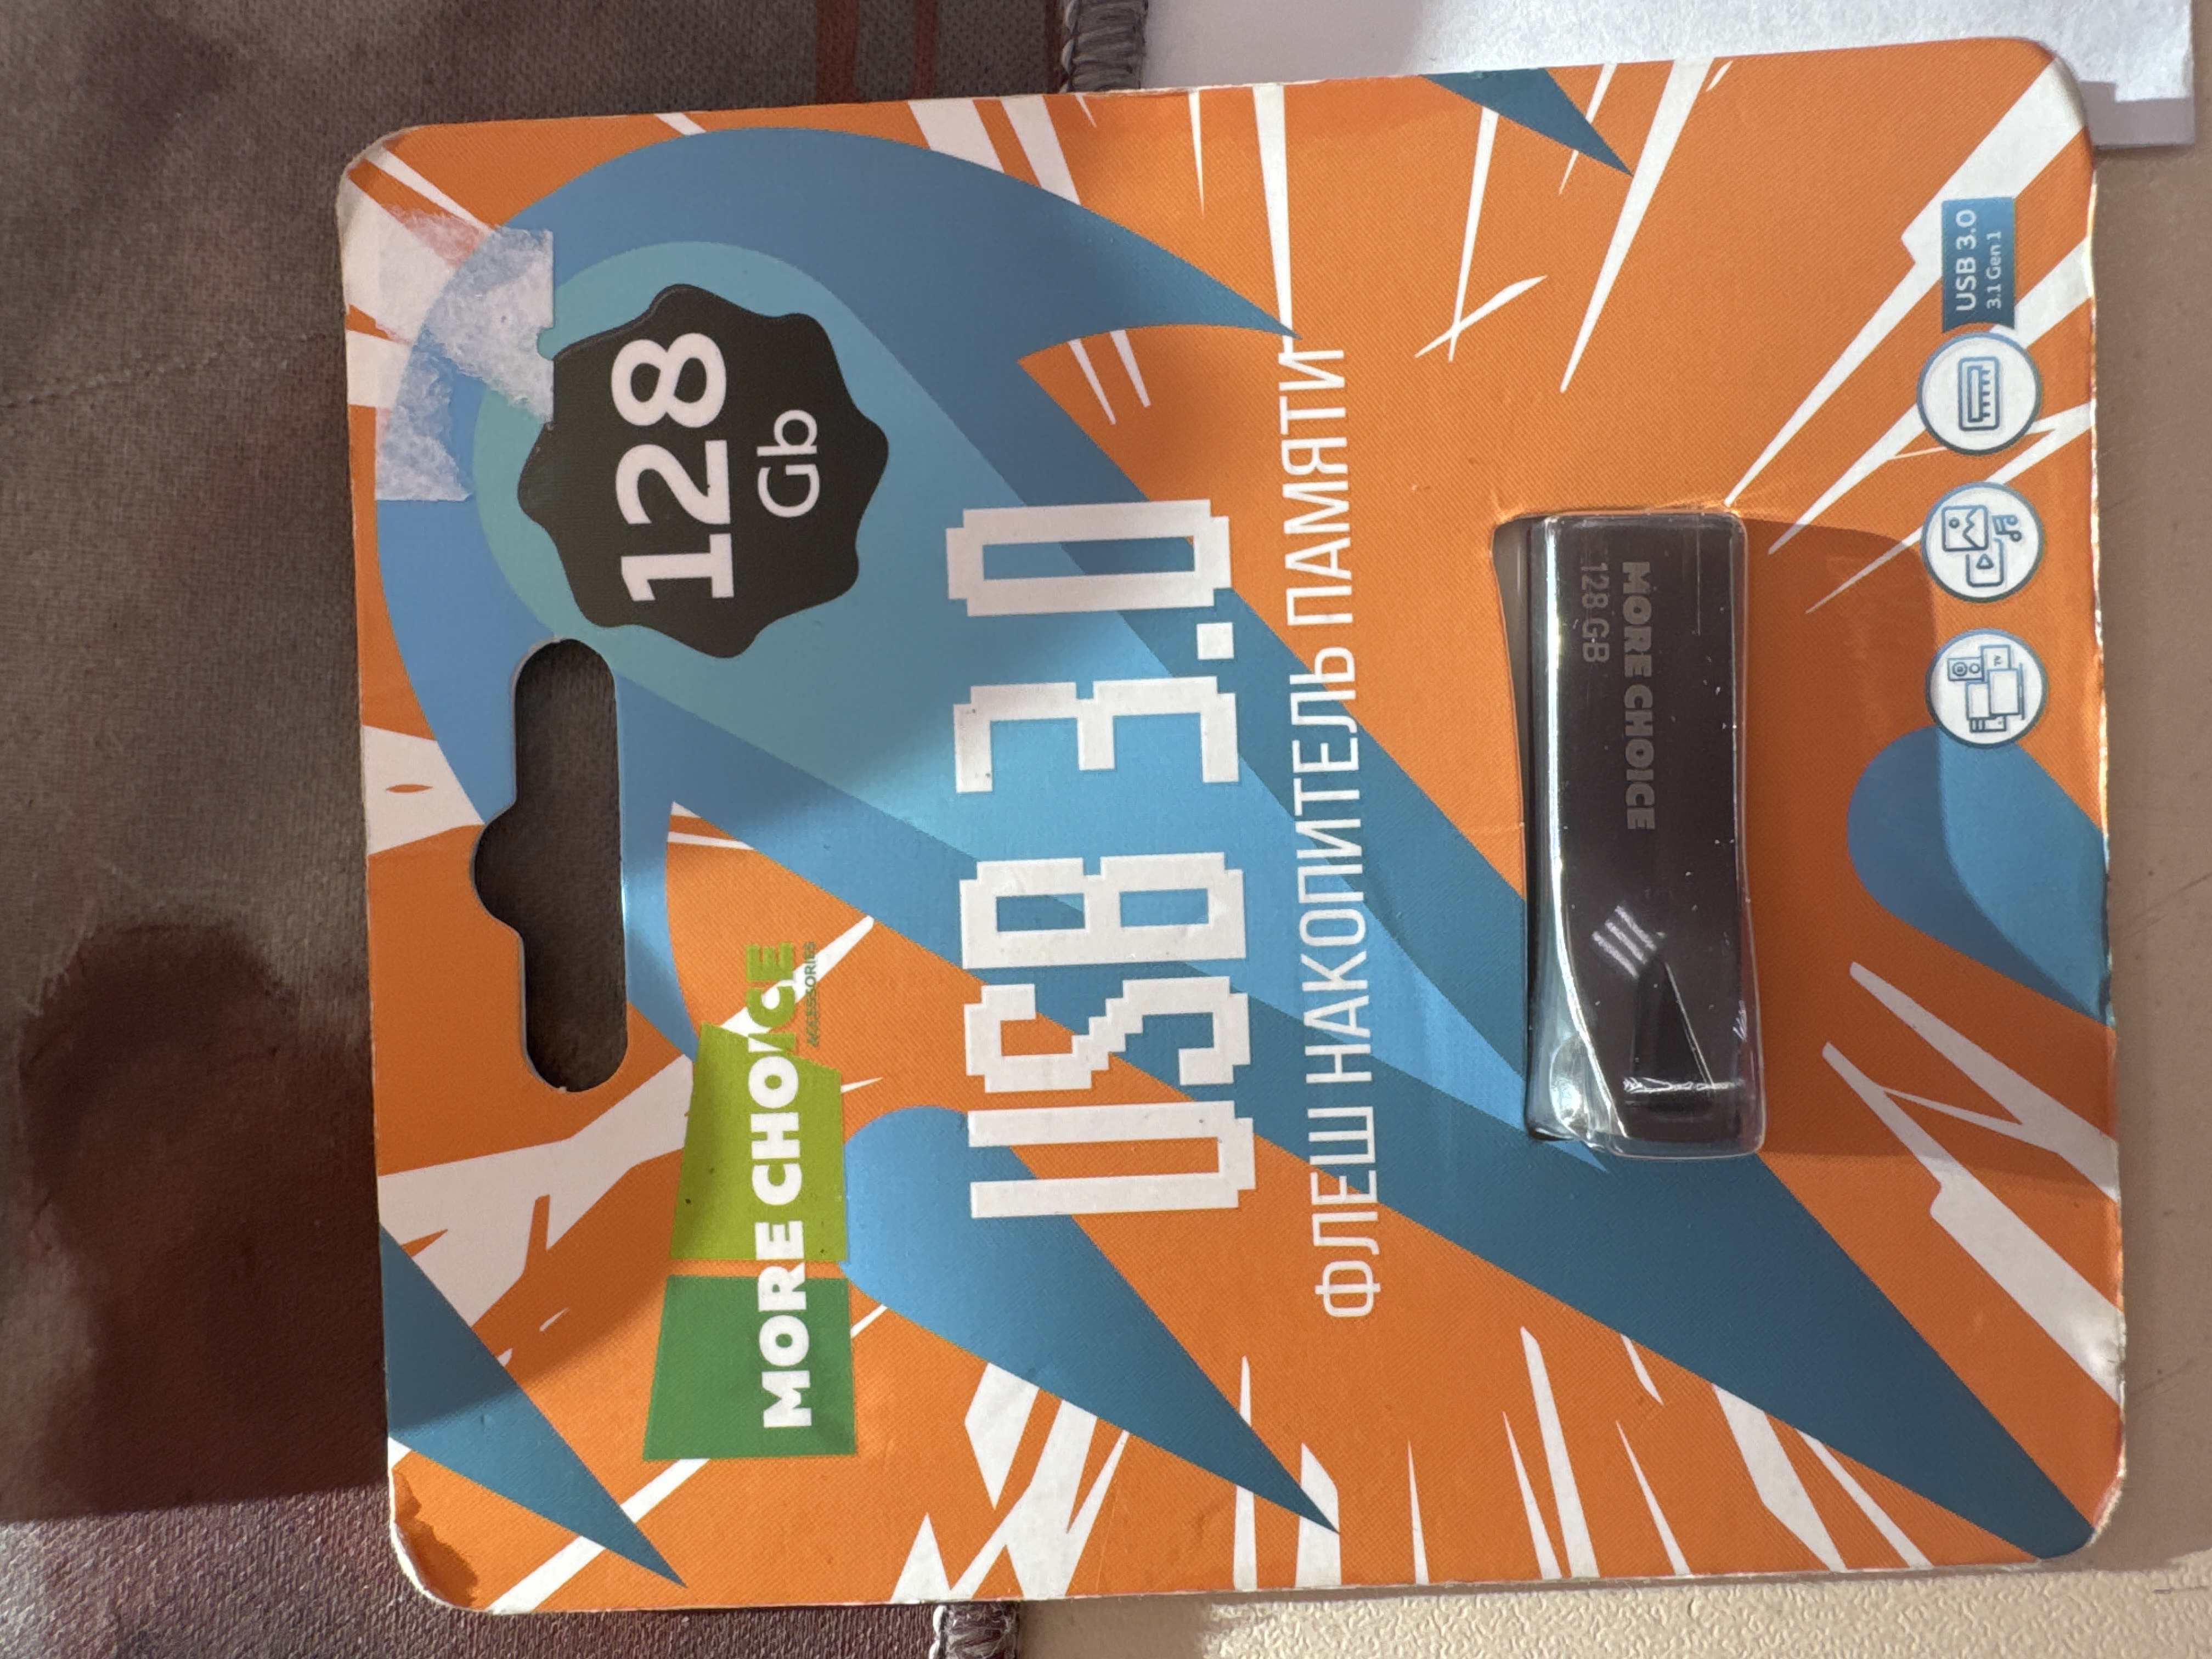 128
Gb
MORE CHOICE
ACCESSORIES
USB 3.0
ФЛЕШ НАКОПИТЕЛЬ ПАМЯТИ
MORE CHOICE
128 GB
TV
USB 3.0
3.1 Gen 1